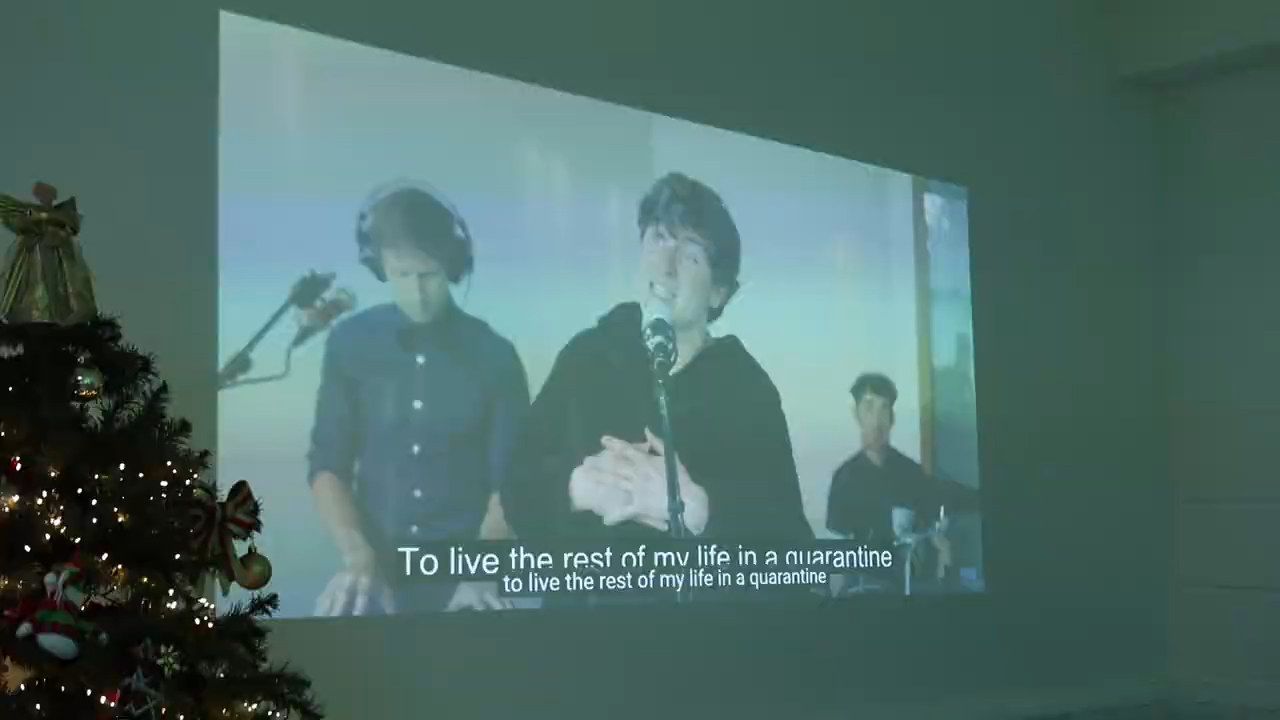 To live the rest of my life in a quarantine
to live the rest of my life in a quarantine